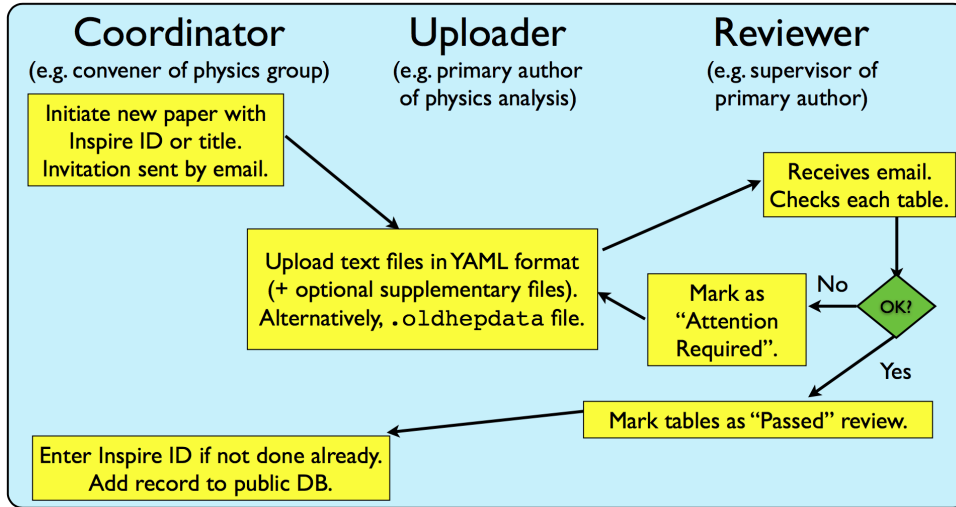 Coordinator
(e.g. convener of physics group)
Uploader
(e.g. primary author
of physics analysis)
Reviewer
(e.g. supervisor of
primary author)
Initiate new paper with
Inspire ID or title.
Invitation sent by email.
Receives email.
Checks each table.
Upload text files in YAML format
(+ optional supplementary files).
Alternatively, .oldhepdata file.
Mark as
“Attention
Required”.
No
OK?
Yes
Mark tables as “Passed” review.
Enter Inspire ID if not done already.
Add record to public DB.